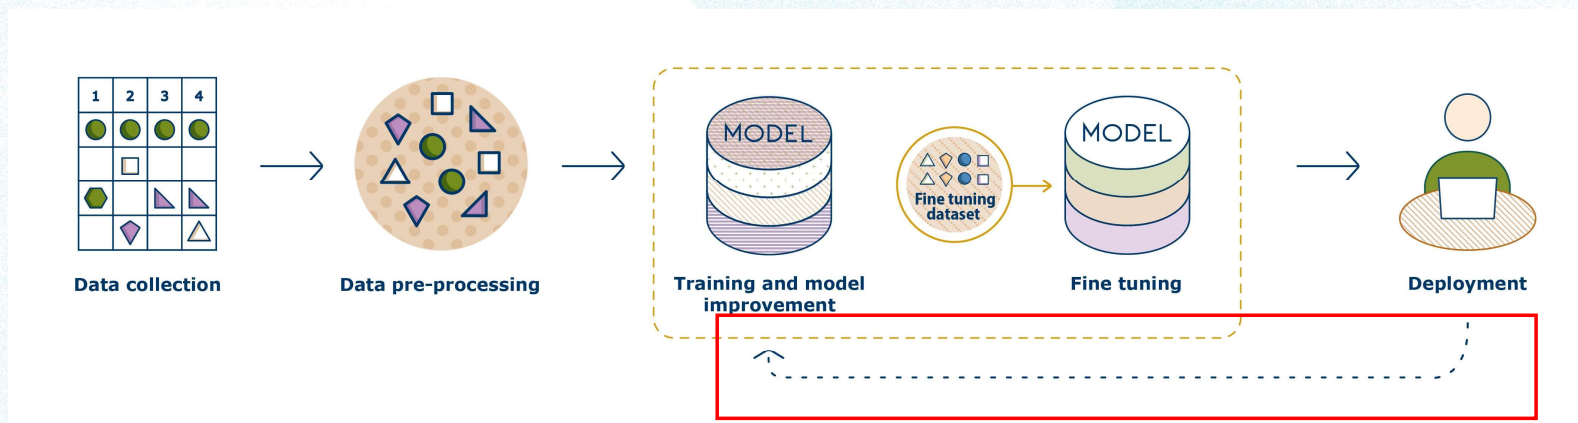 1 2 3 4
MODEL
MODEL
Fine tuning
dataset
Data collection
Data pre-processing
Training and model
improvement
Fine tuning
Deployment